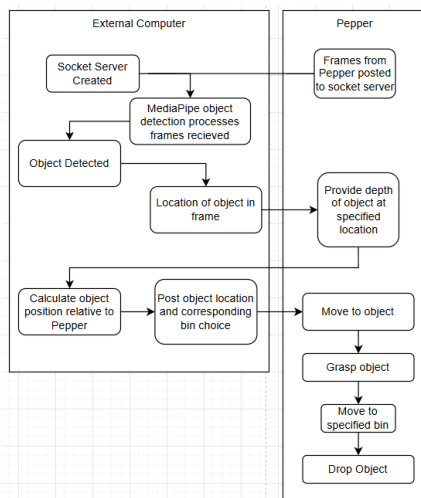 External Computer
Pepper
Socket Server
Created
Frames from
Pepper posted
to socket server
MediaPipe object
detection processes
frames recieved
Object Detected
Location of object in
frame
Provide depth
of object at
specified
location
Calculate object
position relative to
Pepper
Post object location
and corresponding
bin choice
Move to object
Grasp object
Move to
specified bin
Drop Object